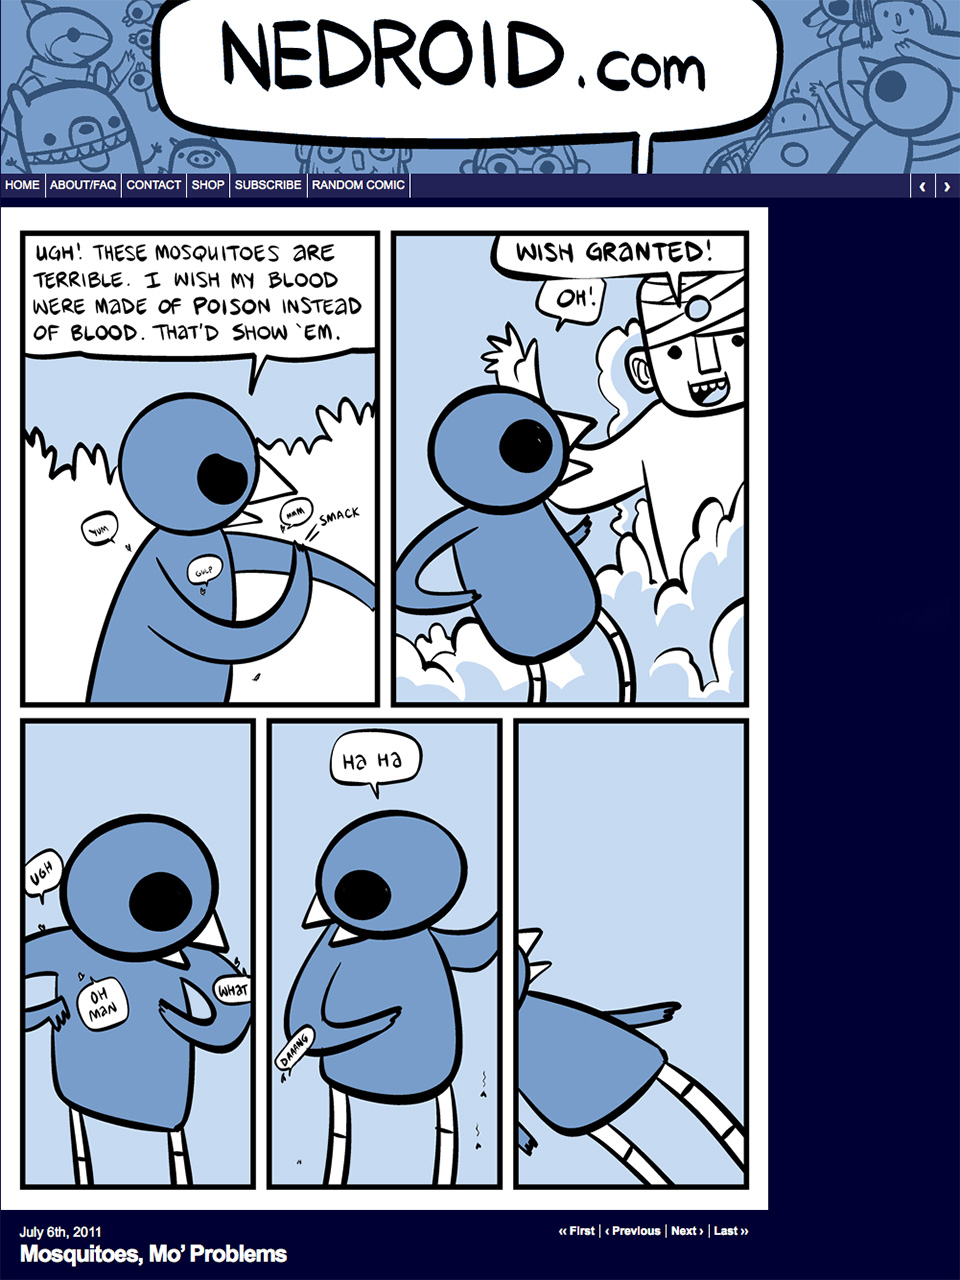 NEDROID.com
HOME ABOUT/FAQ CONTACT SHOP SUBSCRIBE RANDOM COMIC ‹ ›
UGH! THESE MOSQUITOES ARE
TERRIBLE. I WISH MY BLOOD
WERE MADE OF POISON INSTEAD
OF BLOOD. THAT'D SHOW 'EM.
YUM
GULP
MMM
SMACK
WISH GRANTED!
OH!
UGH
OH
MAN
WHAT
HA HA
DAAANG
July 6th, 2011
‹‹ First ‹ Previous Next › Last ››
Mosquitoes, Mo' Problems